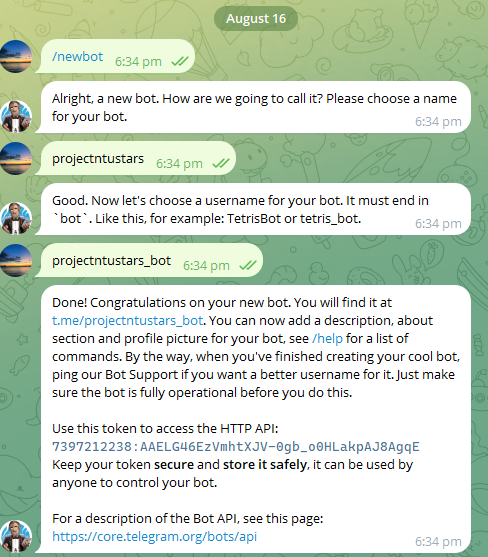 August 16
/newbot 6:34 pm
Alright, a new bot. How are we going to call it? Please choose a name
for your bot.
6:34 pm
projectntustars 6:34 pm
Good. Now let's choose a username for your bot. It must end in
`bot`. Like this, for example: TetrisBot or tetris_bot.
6:34 pm
projectntustars_bot 6:34 pm
Done! Congratulations on your new bot. You will find it at
t.me/projectntustars_bot. You can now add a description, about
section and profile picture for your bot, see /help for a list of
commands. By the way, when you've finished creating your cool bot,
ping our Bot Support if you want a better username for it. Just make
sure the bot is fully operational before you do this.
Use this token to access the HTTP API:
7397212238:AAELG46EzVmhtXJV-0gb_o0HLakpAJ8AgqE
Keep your token secure and store it safely, it can be used by
anyone to control your bot.
For a description of the Bot API, see this page:
https://core.telegram.org/bots/api
6:34 pm